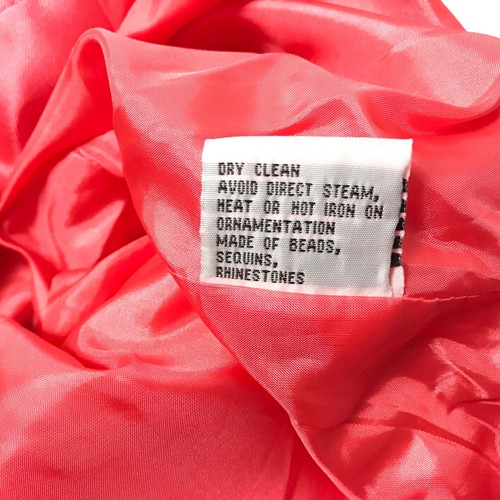 DRY CLEAN
AVOID DIRECT STEAM,
HEAT OR HOT IRON ON
ORNAMENTATION
MADE OF BEADS,
SEQUINS,
RHINESTONES